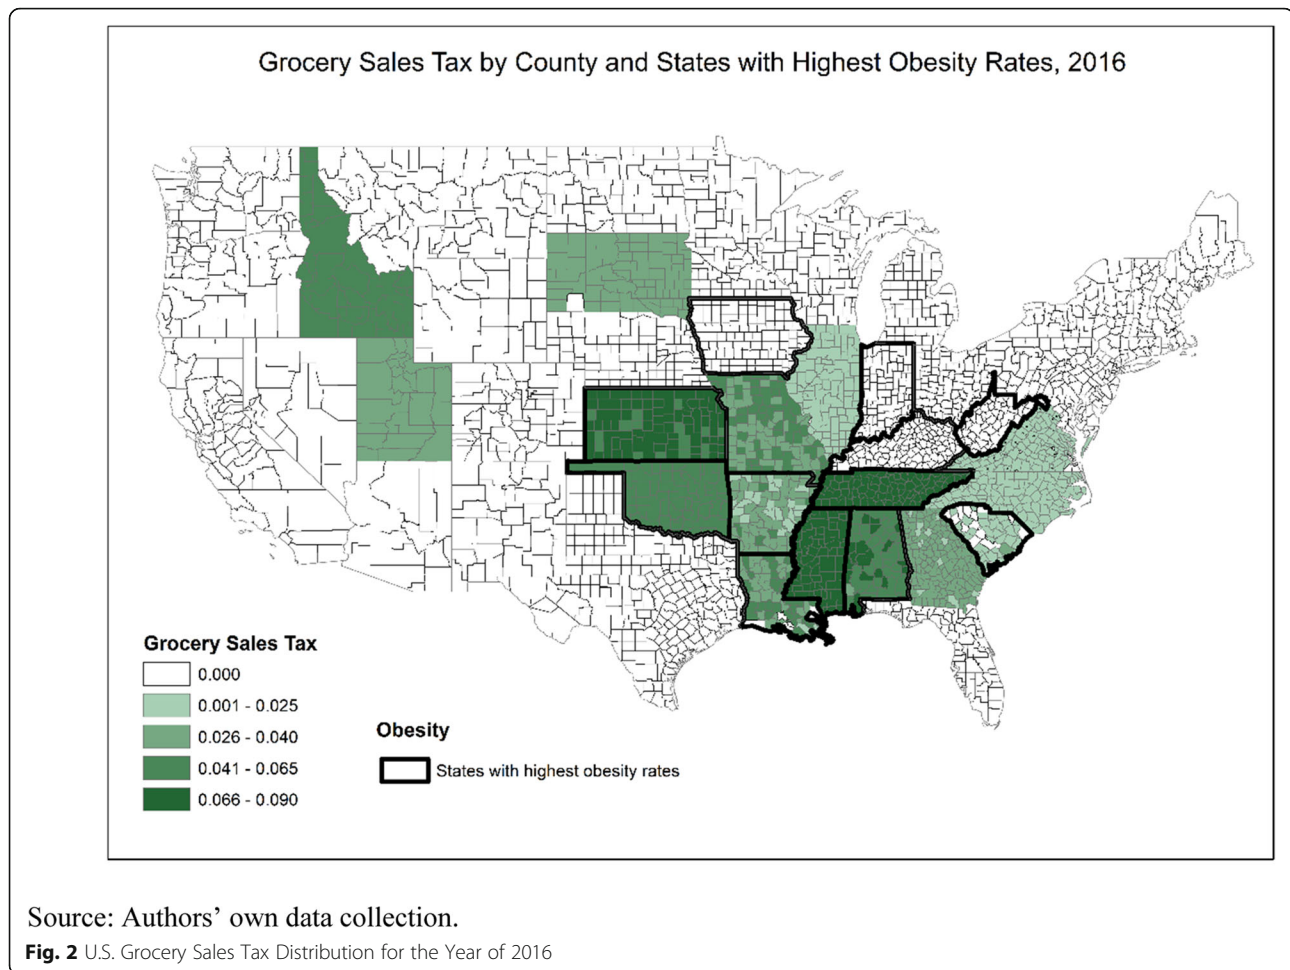 Grocery Sales Tax by County and States with Highest Obesity Rates, 2016
Grocery Sales Tax
0.000
0.001 - 0.025
0.026 - 0.040
0.041 - 0.065
0.066 - 0.090
Obesity
States with highest obesity rates
Source: Authors’ own data collection.
Fig. 2 U.S. Grocery Sales Tax Distribution for the Year of 2016